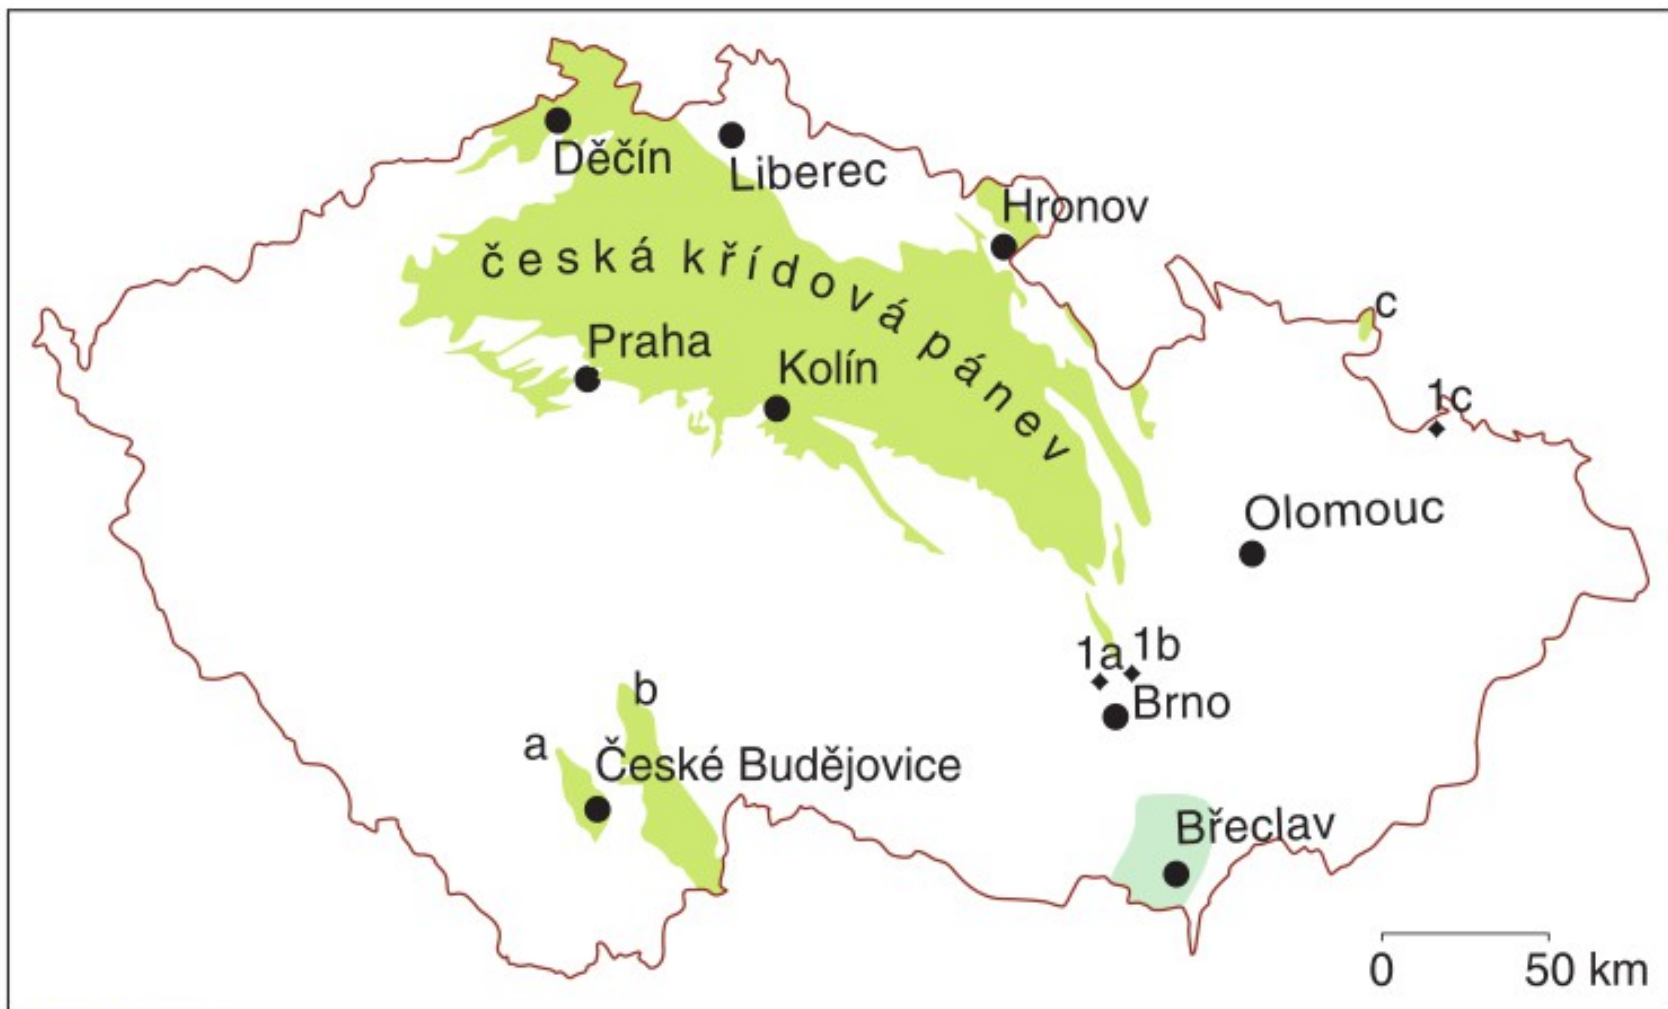 Děčín
Liberec
Hronov
česká křídová pánev
c
Praha
Kolín
1c
Olomouc
1a
1b
Brno
b
a
České Budějovice
Břeclav
0
50 km